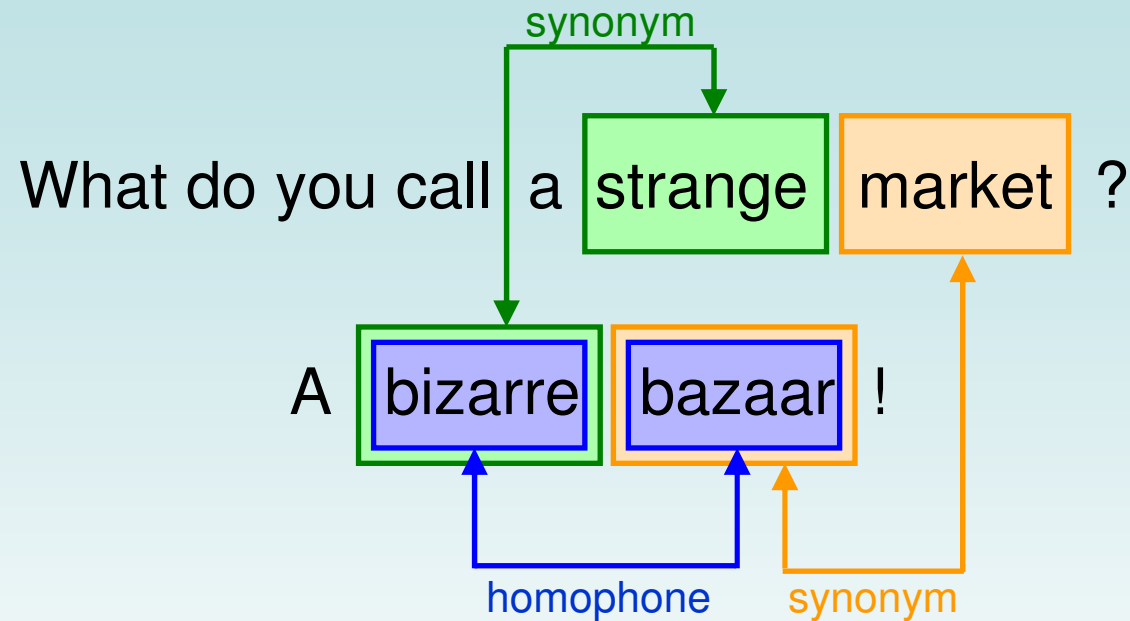 synonym
What do you call a strange market ?
A bizarre bazaar !
homophone synonym